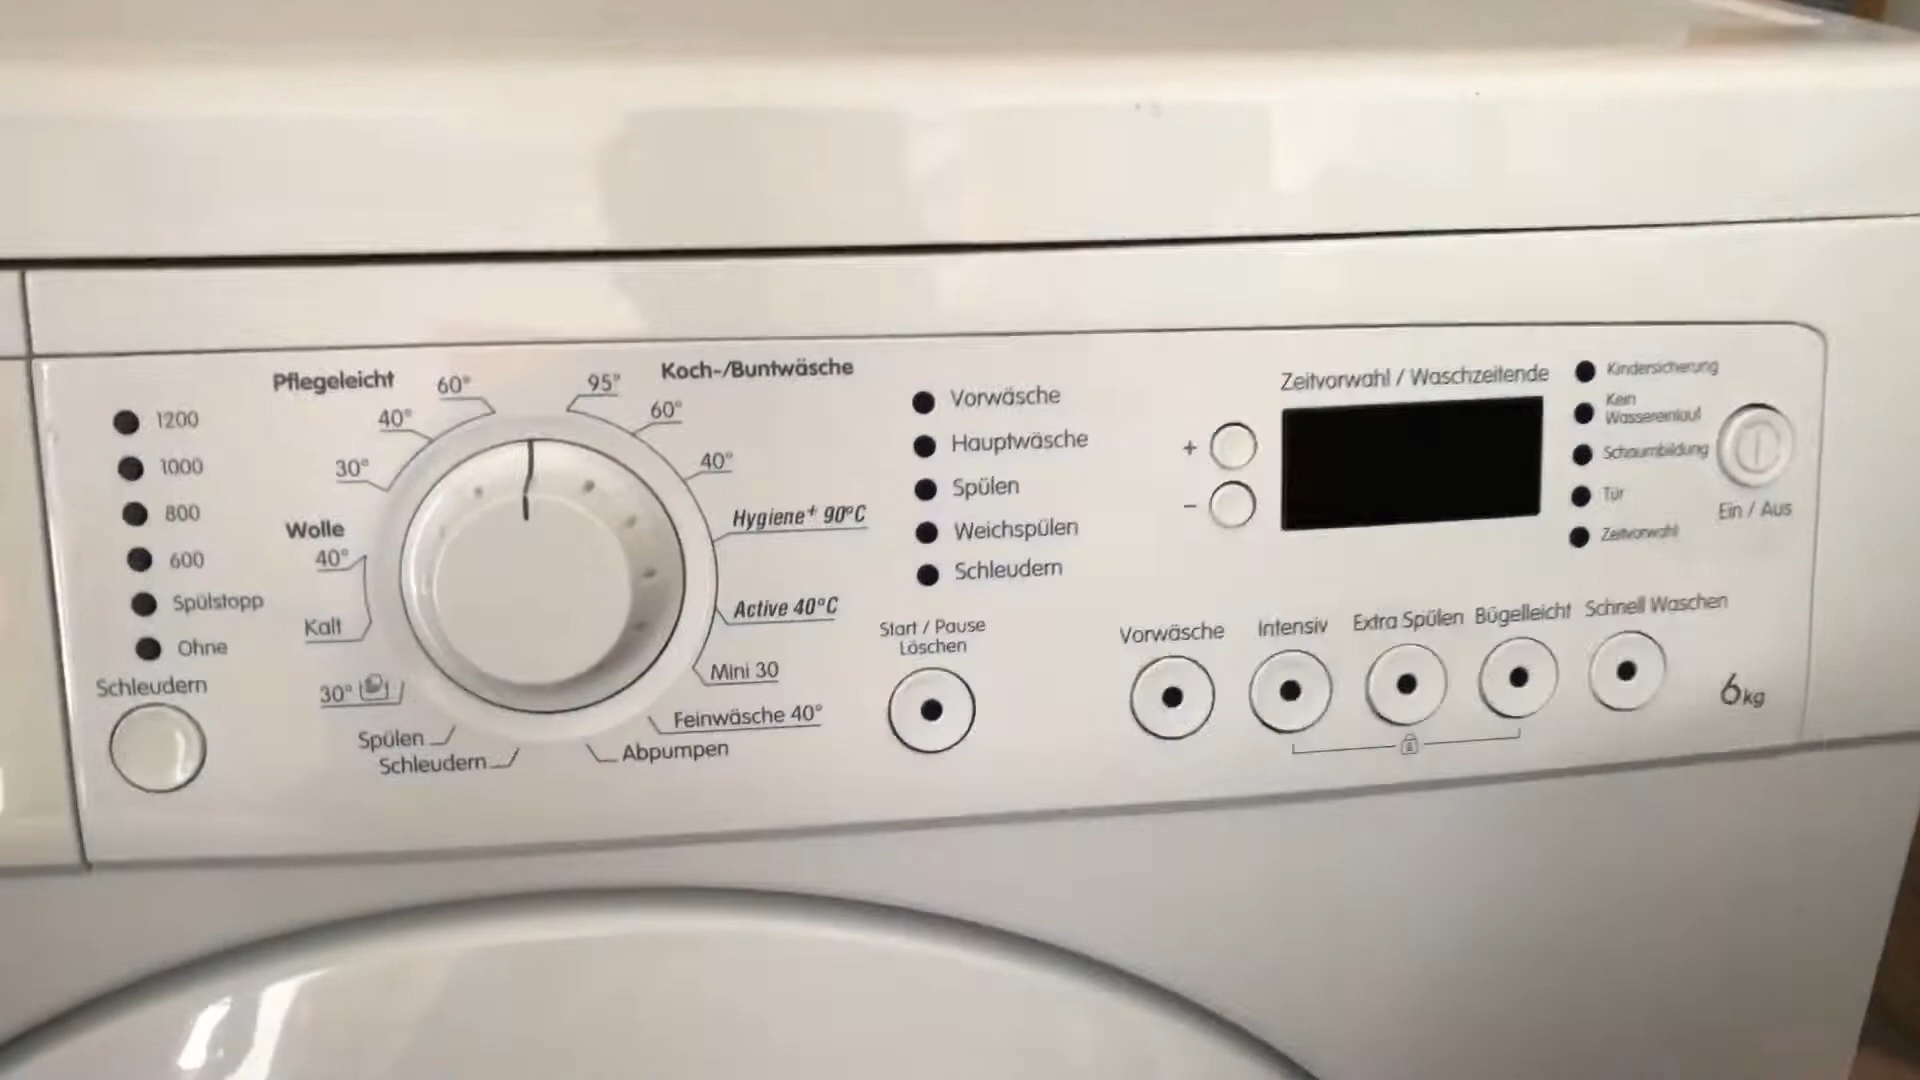 1200
1000
800
600
Spülstopp
Ohne
Schleudern
Pflegeleicht
60°
40°
30°
Wolle
40°
Kalt
30°
Spülen
Schleudern
Koch-/Buntwäsche
95°
60°
40°
Hygiene+ 90°C
Active 40°C
Mini 30
Feinwäsche 40°
Abpumpen
Vorwäsche
Hauptwäsche
Spülen
Weichspülen
Schleudern
Start / Pause
Löschen
Zeitvorwahl / Waschzeitende
+
-
Kindersicherung
Kein
Wassereinlauf
Schaumbildung
Tür
Zeitvorwahl
Ein / Aus
Vorwäsche
Intensiv
Extra Spülen
Bügelleicht
Schnell Waschen
6kg